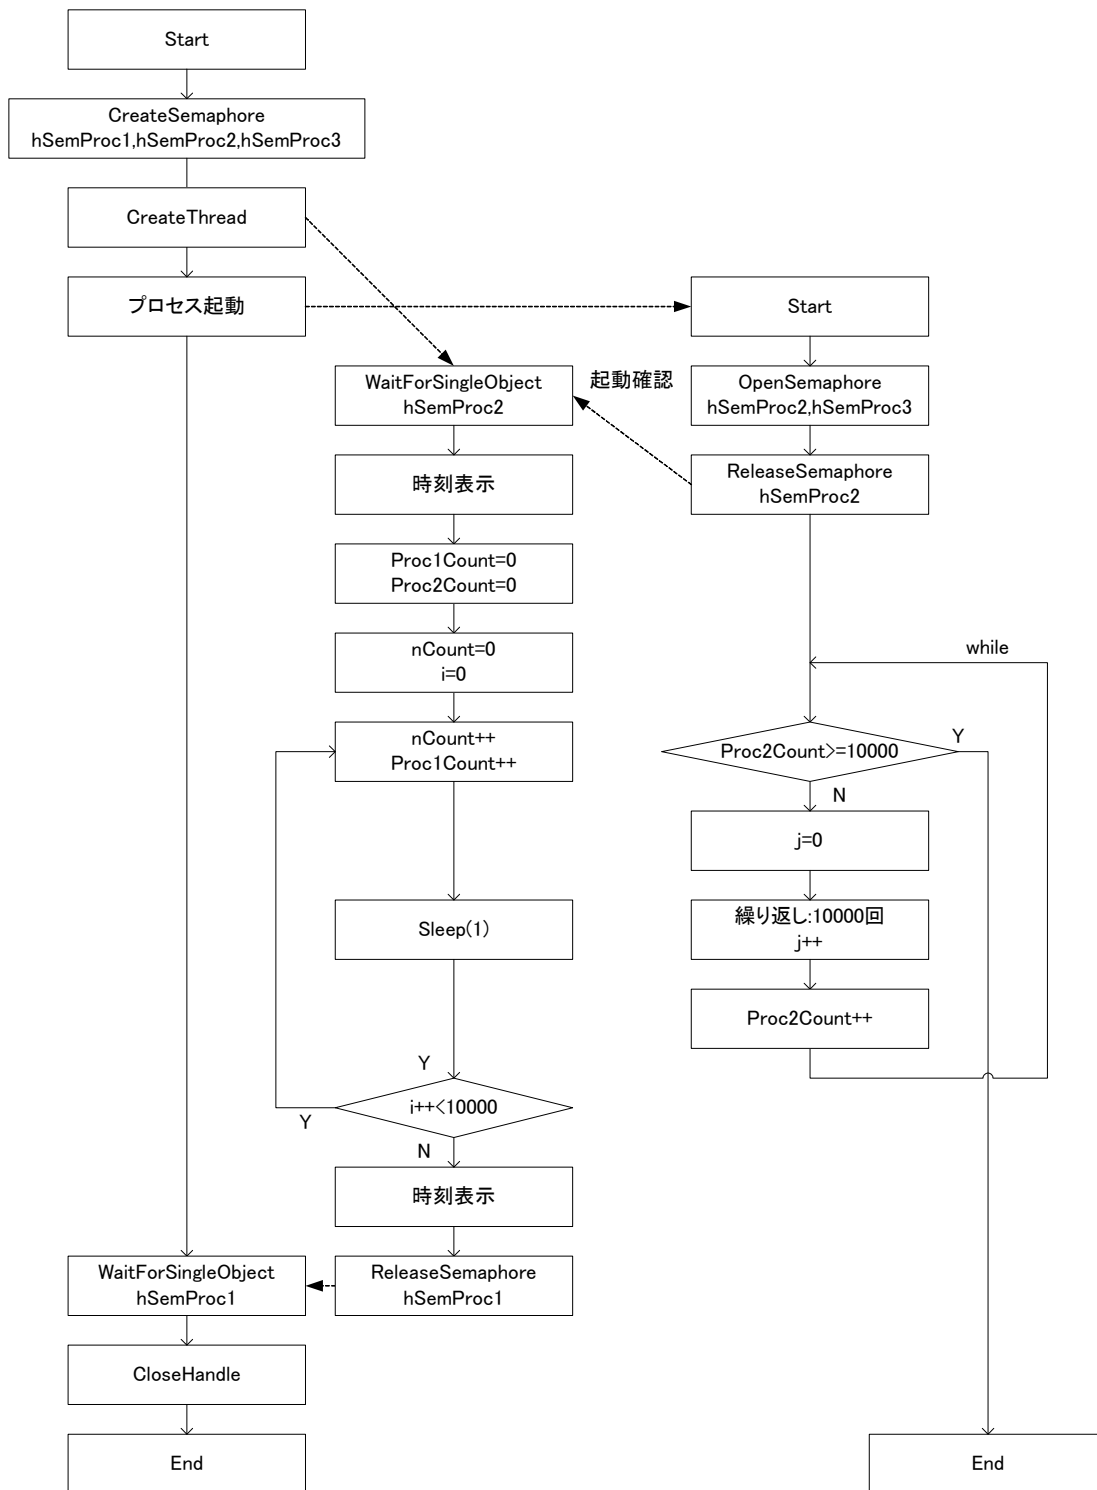 Start
CreateSemaphore
hSemProc1,hSemProc2,hSemProc3
CreateThread
プロセス起動
Start
WaitForSingleObject
hSemProc2
起動確認
OpenSemaphore
hSemProc2,hSemProc3
時刻表示
ReleaseSemaphore
hSemProc2
Proc1Count=0
Proc2Count=0
nCount=0
i=0
while
nCount++
Proc1Count++
Proc2Count>=10000
Y
N
j=0
Sleep(1)
繰り返し:10000回
j++
Proc2Count++
Y
i++<10000
Y
N
時刻表示
WaitForSingleObject
hSemProc1
ReleaseSemaphore
hSemProc1
CloseHandle
End
End